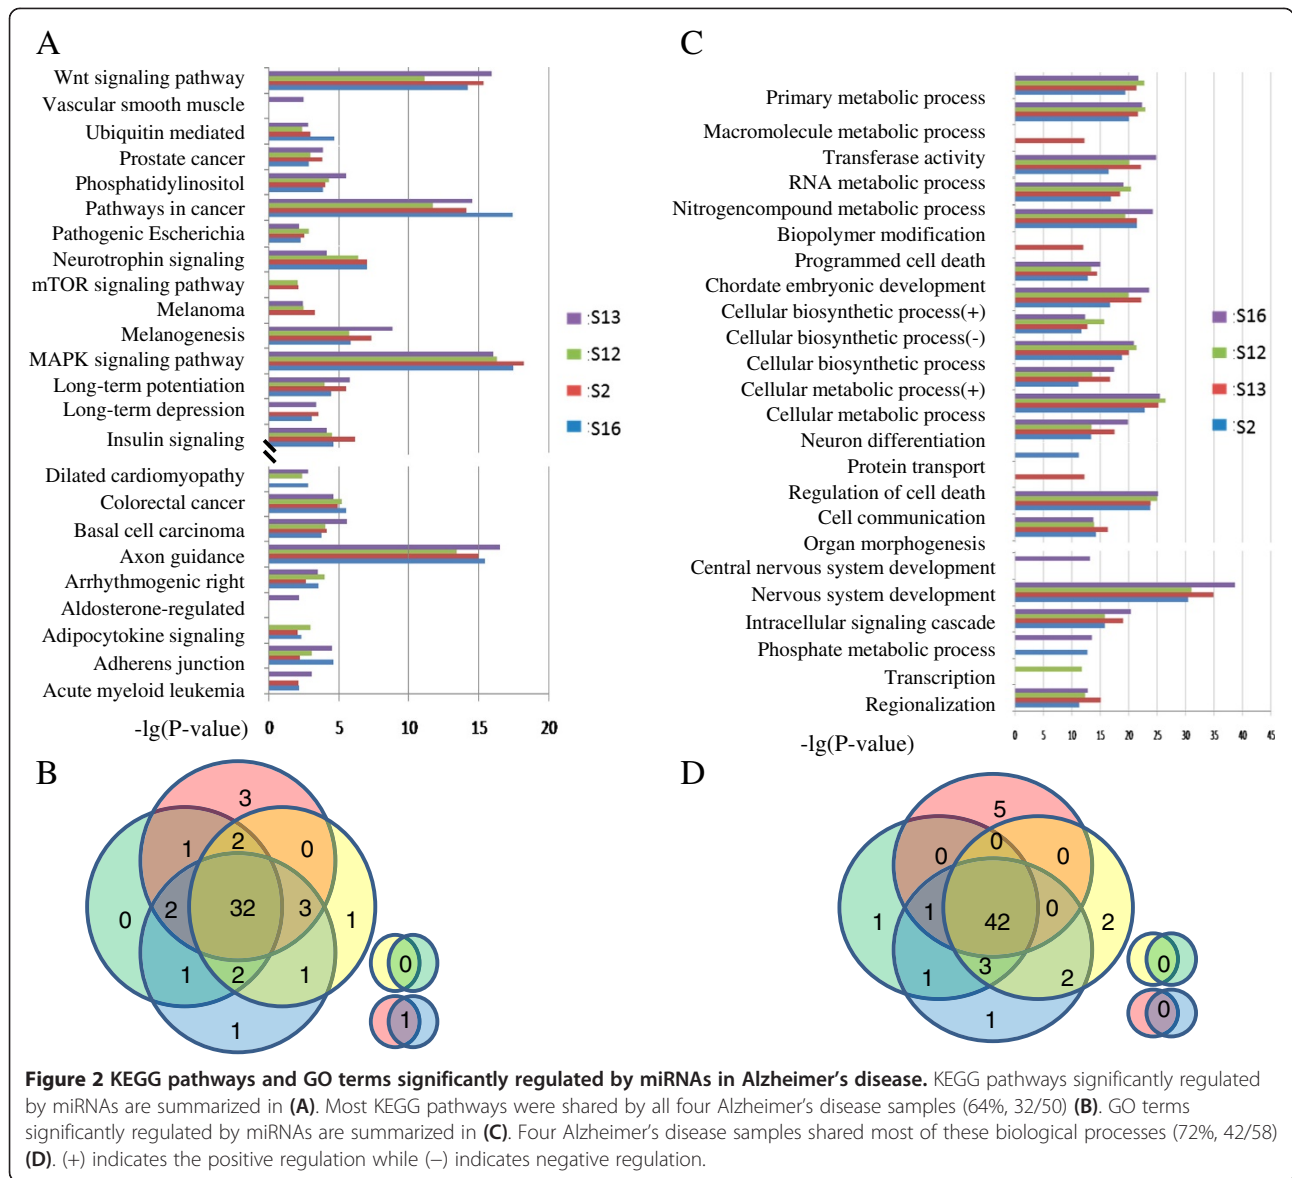 A
Wnt signaling pathway
Vascular smooth muscle
Ubiquitin mediated
Prostate cancer
Phosphatidylinositol
Pathways in cancer
Pathogenic Escherichia
Neurotrophin signaling
mTOR signaling pathway
Melanoma
Melanogenesis
MAPK signaling pathway
Long-term potentiation
Long-term depression
Insulin signaling
Dilated cardiomyopathy
Colorectal cancer
Basal cell carcinoma
Axon guidance
Arrhythmogenic right
Aldosterone-regulated
Adipocytokine signaling
Adherens junction
Acute myeloid leukemia
-lg(P-value) 0 5 10 15 20
:S13
:S12
:S2
:S16
C
Primary metabolic process
Macromolecule metabolic process
Transferase activity
RNA metabolic process
Nitrogencompound metabolic process
Biopolymer modification
Programmed cell death
Chordate embryonic development
Cellular biosynthetic process(+)
Cellular biosynthetic process(-)
Cellular biosynthetic process
Cellular metabolic process(+)
Cellular metabolic process
Neuron differentiation
Protein transport
Regulation of cell death
Cell communication
Organ morphogenesis
Central nervous system development
Nervous system development
Intracellular signaling cascade
Phosphate metabolic process
Transcription
Regionalization
-lg(P-value) 0 5 10 15 20 25 30 35 40 45
:S16
:S12
:S13
:S2
B
3
1 2 0
0 2 32 3 1
1 2 1
1
0
1
D
5
0 0 0
1 1 42 0 2
1 3 2
1
0
0
Figure 2 KEGG pathways and GO terms significantly regulated by miRNAs in Alzheimer's disease. KEGG pathways significantly regulated
by miRNAs are summarized in (A). Most KEGG pathways were shared by all four Alzheimer's disease samples (64%, 32/50) (B). GO terms
significantly regulated by miRNAs are summarized in (C). Four Alzheimer's disease samples shared most of these biological processes (72%, 42/58)
(D). (+) indicates the positive regulation while (−) indicates negative regulation.